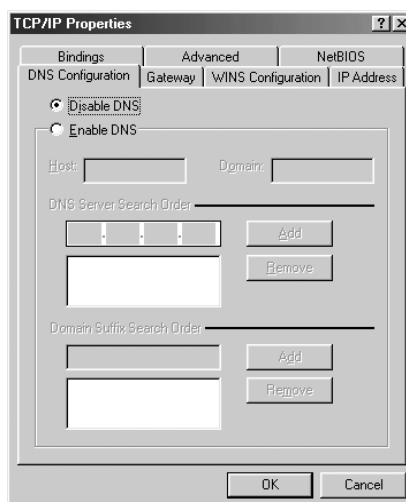 TCP/IP Properties
Bindings Advanced NetBIOS
DNS Configuration Gateway WINS Configuration IP Address
Disable DNS
Enable DNS
Host: Domain:
DNS Server Search Order
. . . Add
Remove
Domain Suffix Search Order
Add
Remove
OK Cancel